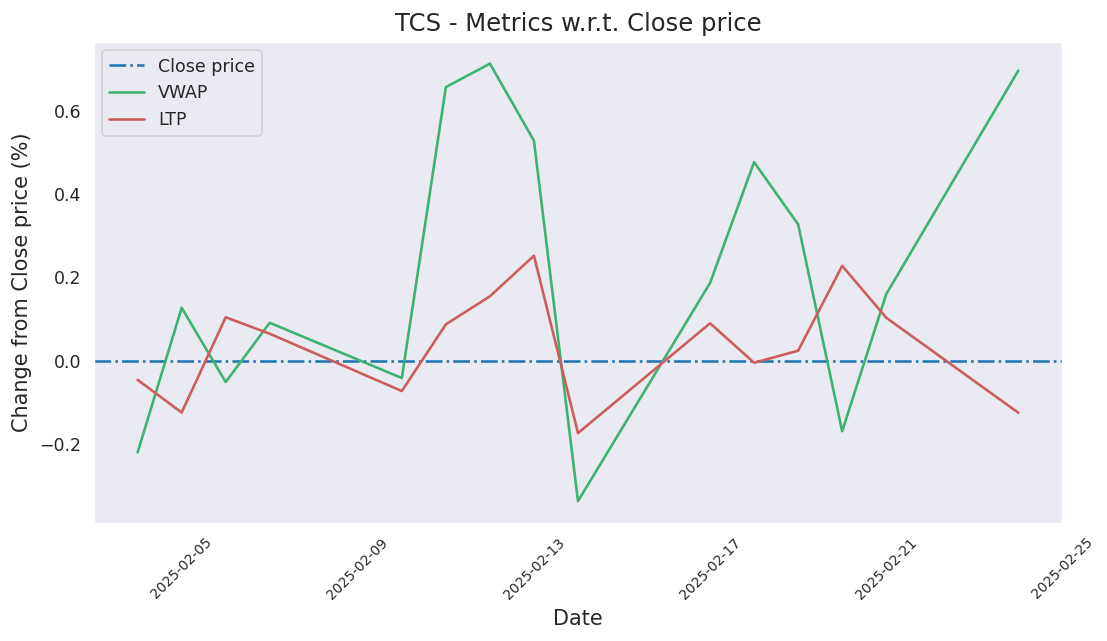 TCS - Metrics w.r.t. Close price
Close price
VWAP
LTP
Change from Close price (%)
0.6
0.4
0.2
0.0
−0.2
2025-02-05
2025-02-09
2025-02-13
2025-02-17
2025-02-21
2025-02-25
Date